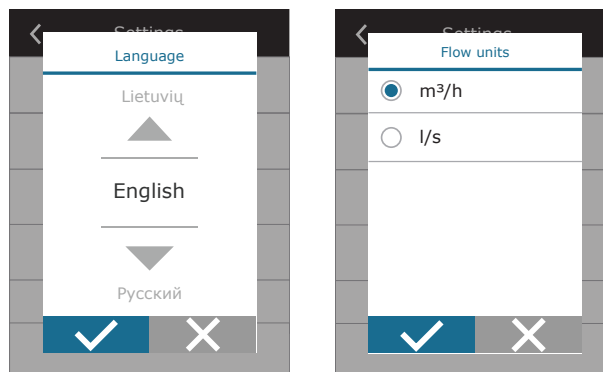 Settings
Language
Lietuvių
English
Русский
Settings
Flow units
m³/h
l/s